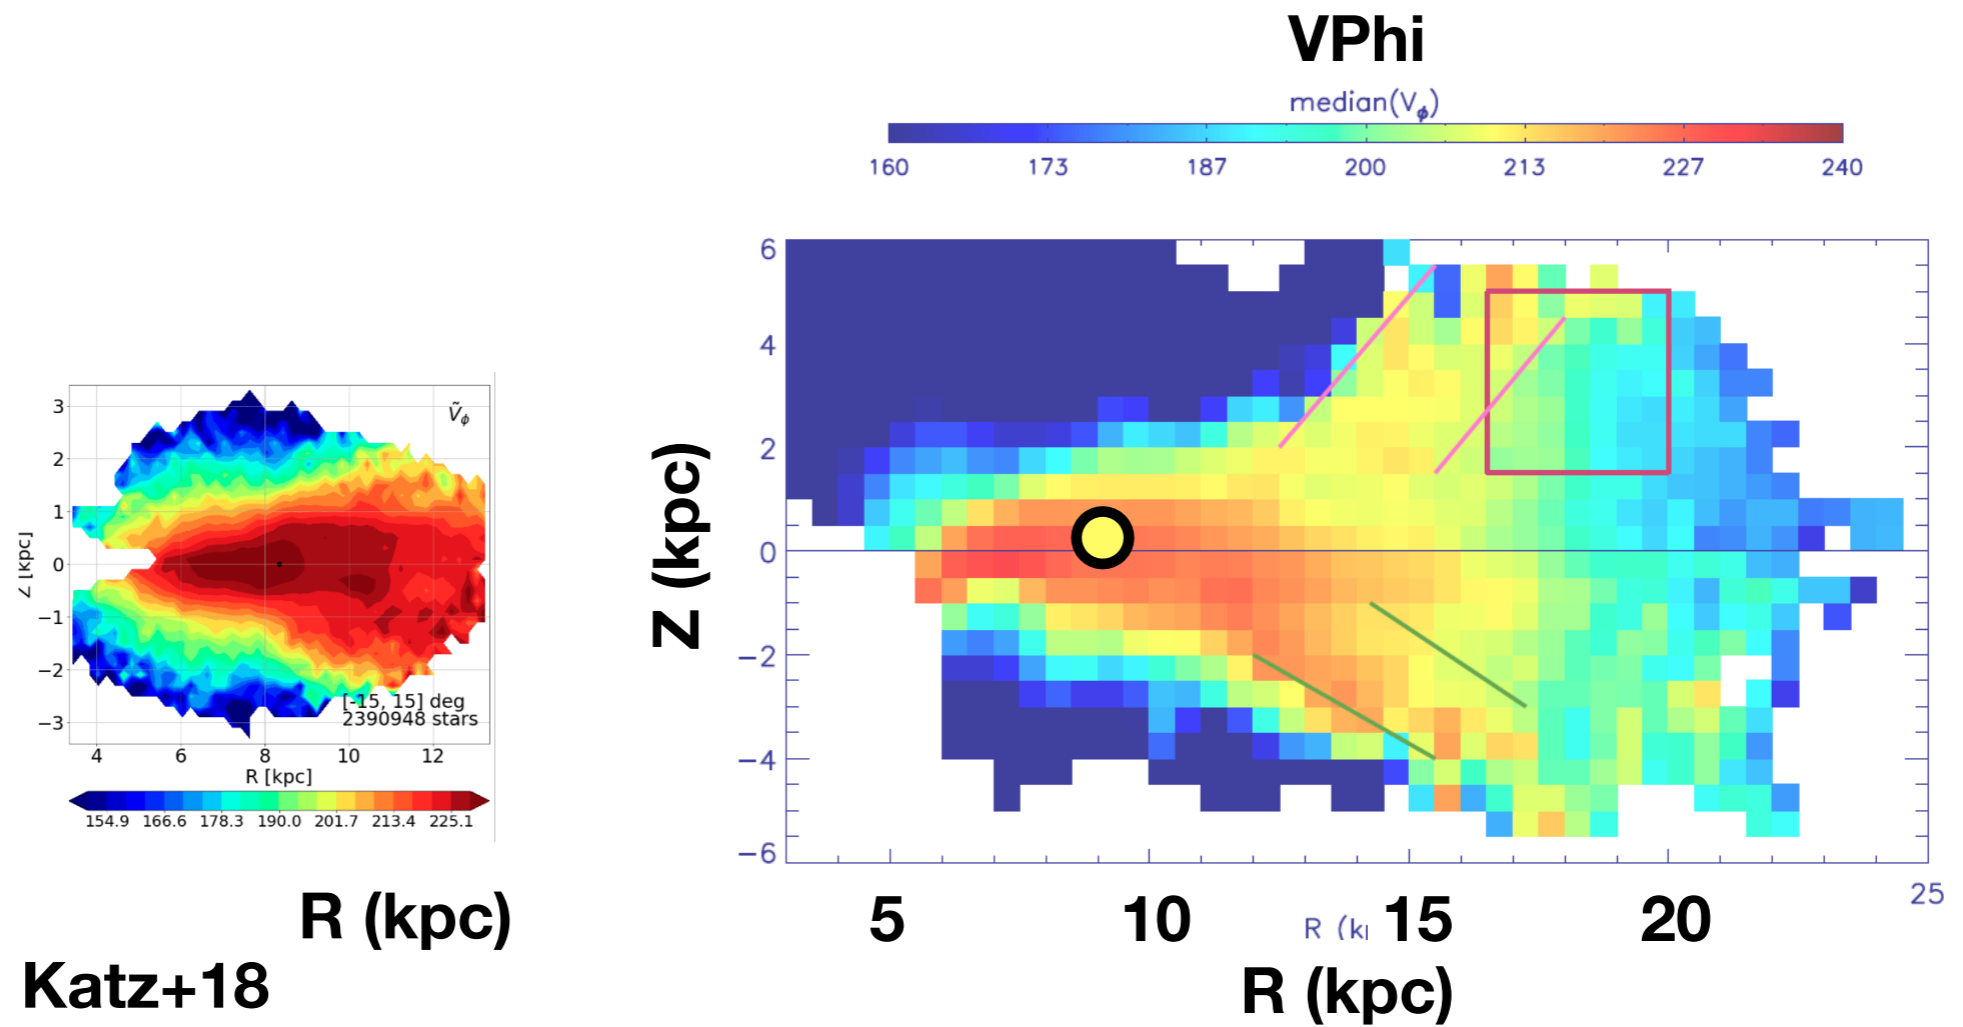 VPhi
median(Vϕ)
160 173 187 200 213 227 240
6
4
2
0
−2
−4
−6
Z (kpc)
5 10 15 20 25
R (k
R (kpc)
Ṽϕ
3
2
1
0
−1
−2
−3
Z [kpc]
[-15, 15] deg
2390948 stars
4 6 8 10 12
R [kpc]
154.9 166.6 178.3 190.0 201.7 213.4 225.1
R (kpc)
Katz+18